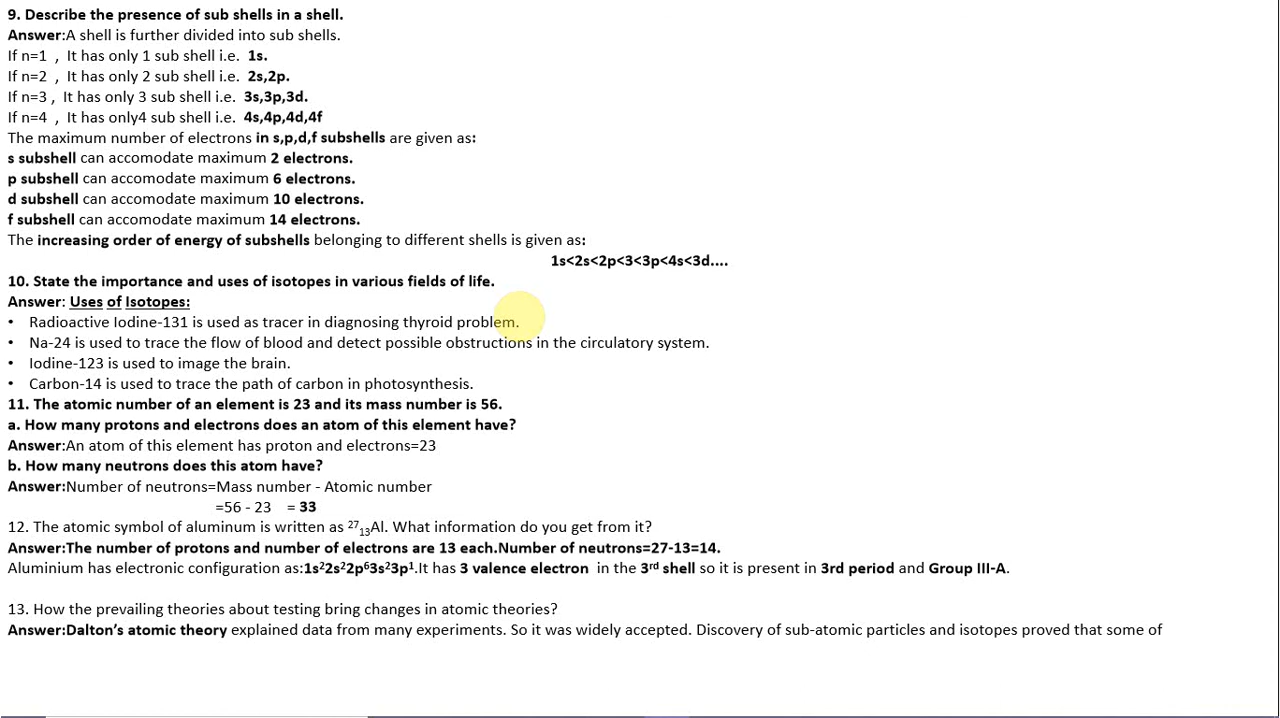 9. Describe the presence of sub shells in a shell.
Answer:A shell is further divided into sub shells.
If n=1 , It has only 1 sub shell i.e. 1s.
If n=2 , It has only 2 sub shell i.e. 2s,2p.
If n=3 , It has only 3 sub shell i.e. 3s,3p,3d.
If n=4 , It has only4 sub shell i.e. 4s,4p,4d,4f
The maximum number of electrons in s,p,d,f subshells are given as:
s subshell can accomodate maximum 2 electrons.
p subshell can accomodate maximum 6 electrons.
d subshell can accomodate maximum 10 electrons.
f subshell can accomodate maximum 14 electrons.
The increasing order of energy of subshells belonging to different shells is given as:
1s<2s<2p<3<3p<4s<3d....
10. State the importance and uses of isotopes in various fields of life.
Answer: Uses of Isotopes:
• Radioactive Iodine-131 is used as tracer in diagnosing thyroid problem.
• Na-24 is used to trace the flow of blood and detect possible obstructions in the circulatory system.
• Iodine-123 is used to image the brain.
• Carbon-14 is used to trace the path of carbon in photosynthesis.
11. The atomic number of an element is 23 and its mass number is 56.
a. How many protons and electrons does an atom of this element have?
Answer:An atom of this element has proton and electrons=23
b. How many neutrons does this atom have?
Answer:Number of neutrons=Mass number - Atomic number
=56 - 23 = 33
12. The atomic symbol of aluminum is written as ²⁷₁₃Al. What information do you get from it?
Answer:The number of protons and number of electrons are 13 each.Number of neutrons=27-13=14.
Aluminium has electronic configuration as:1s²2s²2p⁶3s²3p¹.It has 3 valence electron in the 3ʳᵈ shell so it is present in 3rd period and Group III-A.
13. How the prevailing theories about testing bring changes in atomic theories?
Answer:Dalton’s atomic theory explained data from many experiments. So it was widely accepted. Discovery of sub-atomic particles and isotopes proved that some of